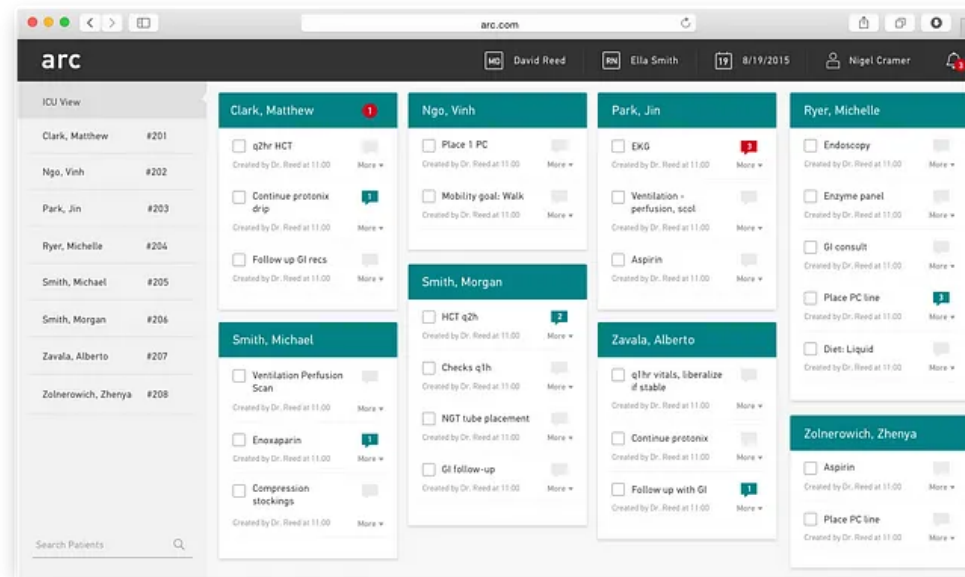 arc.com
arc
MD David Reed
RN Ella Smith
19 8/19/2015
Nigel Cramer
3
ICU View
Clark, Matthew #201
Ngo, Vinh #202
Park, Jin #203
Ryer, Michelle #204
Smith, Michael #205
Smith, Morgan #206
Zavala, Alberto #207
Zolnerowich, Zhenya #208
Search Patients
Clark, Matthew 1
q2hr HCT
Created by Dr. Reed at 11:00 More
Continue protonix 1
drip
Created by Dr. Reed at 11:00 More
Follow up GI recs
Created by Dr. Reed at 11:00 More
Smith, Michael
Ventilation Perfusion
Scan
Created by Dr. Reed at 11:00 More
Enoxaparin 1
Created by Dr. Reed at 11:00 More
Compression
stockings
Created by Dr. Reed at 11:00 More
Ngo, Vinh
Place 1 PC
Created by Dr. Reed at 11:00 More
Mobility goal: Walk
Created by Dr. Reed at 11:00 More
Smith, Morgan
HCT q2h 2
Created by Dr. Reed at 11:00 More
Checks q1h
Created by Dr. Reed at 11:00 More
NGT tube placement
Created by Dr. Reed at 11:00 More
GI follow-up
Created by Dr. Reed at 11:00 More
Park, Jin
EKG 3
Created by Dr. Reed at 11:00 More
Ventilation -
perfusion, scol
Created by Dr. Reed at 11:00 More
Aspirin
Created by Dr. Reed at 11:00 More
Zavala, Alberto
q1hr vitals, liberalize
if stable
Created by Dr. Reed at 11:00 More
Continue protonix
Created by Dr. Reed at 11:00 More
Follow up with GI 1
Created by Dr. Reed at 11:00 More
Ryer, Michelle
Endoscopy
Created by Dr. Reed at 11:00 More
Enzyme panel
Created by Dr. Reed at 11:00 More
GI consult
Created by Dr. Reed at 11:00 More
Place PC line 3
Created by Dr. Reed at 11:00 More
Diet: Liquid
Created by Dr. Reed at 11:00 More
Zolnerowich, Zhenya
Aspirin
Created by Dr. Reed at 11:00 More
Place PC line
Created by Dr. Reed at 11:00 More